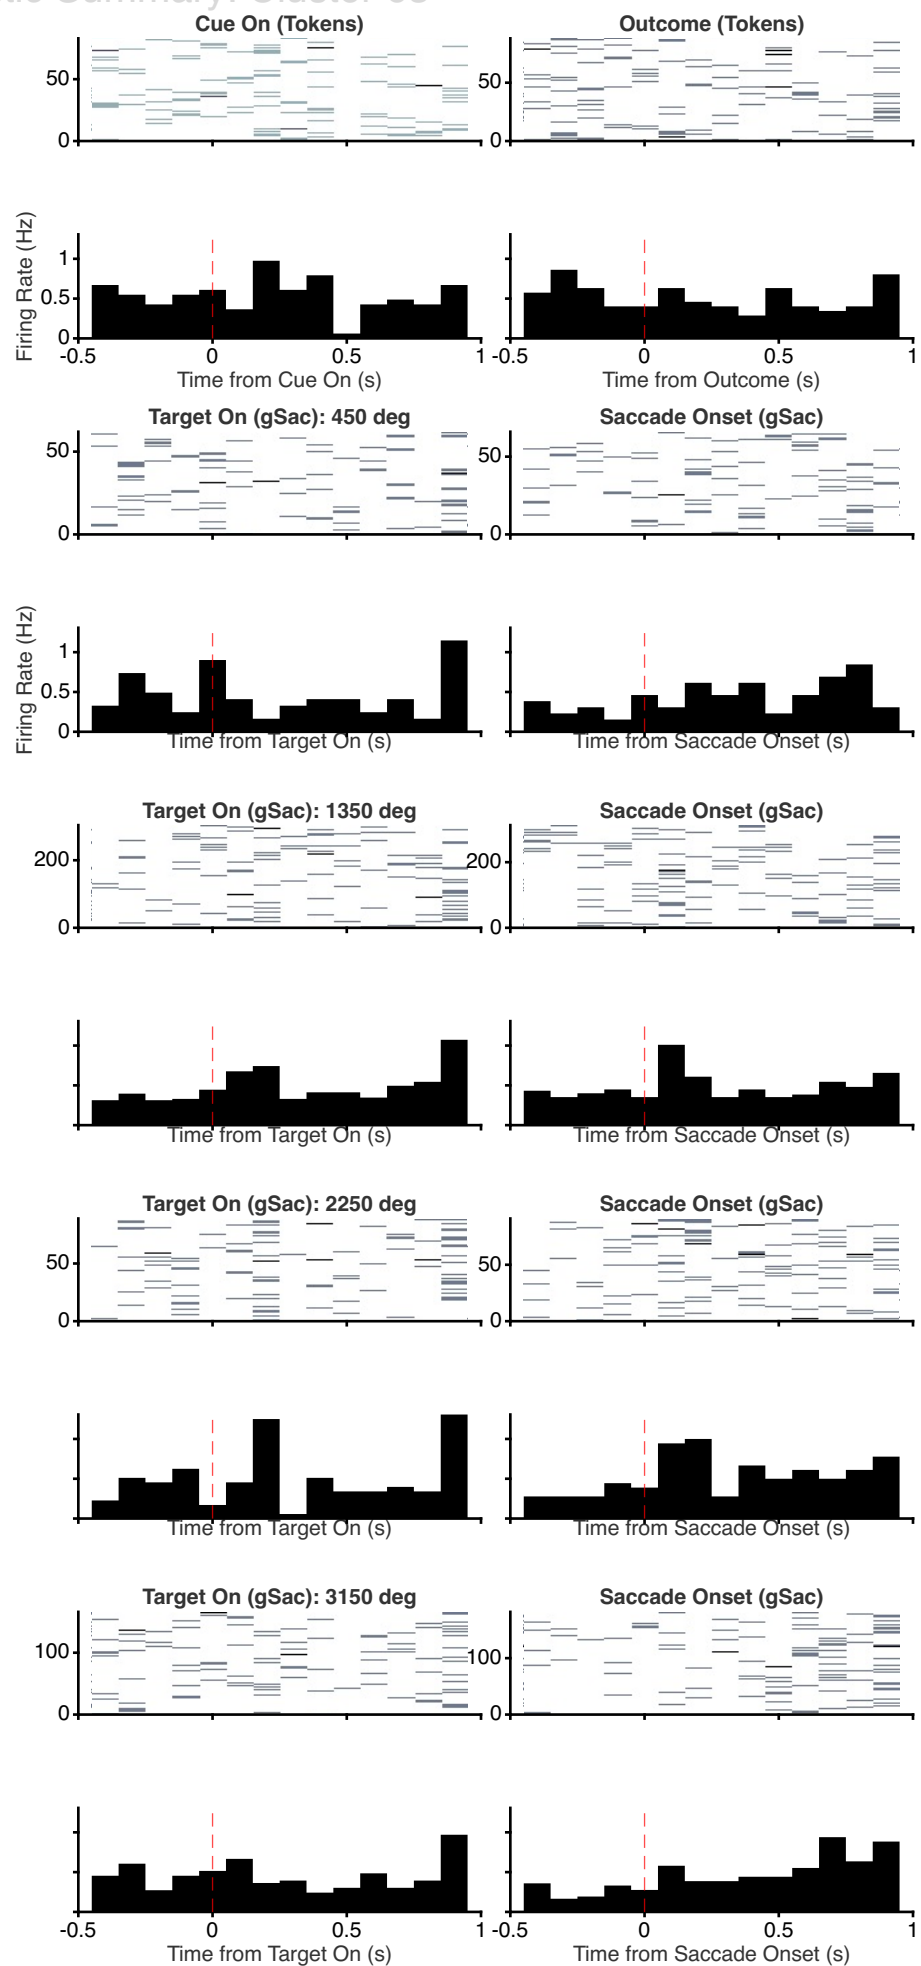 Summary: Cluster
Cue On (Tokens) Outcome (Tokens)
50 50
0 0
Firing Rate (Hz)
1
0.5
0
-0.5 0 0.5 1 -0.5 0 0.5 1
Time from Cue On (s) Time from Outcome (s)
Target On (gSac): 450 deg Saccade Onset (gSac)
50 50
0 0
Firing Rate (Hz)
1
0.5
0
Time from Target On (s) Time from Saccade Onset (s)
Target On (gSac): 1350 deg Saccade Onset (gSac)
200 200
0 0
Time from Target On (s) Time from Saccade Onset (s)
Target On (gSac): 2250 deg Saccade Onset (gSac)
50 50
0 0
Time from Target On (s) Time from Saccade Onset (s)
Target On (gSac): 3150 deg Saccade Onset (gSac)
100 100
0 0
-0.5 0 0.5 1 -0.5 0 0.5 1
Time from Target On (s) Time from Saccade Onset (s)